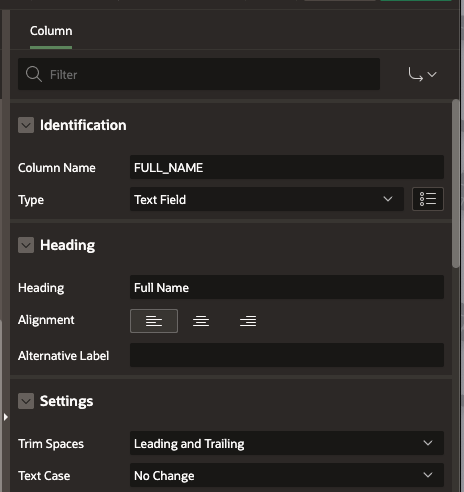 Column
Filter
Identification
Column Name FULL_NAME
Type Text Field
Heading
Heading Full Name
Alignment
Alternative Label
Settings
Trim Spaces Leading and Trailing
Text Case No Change